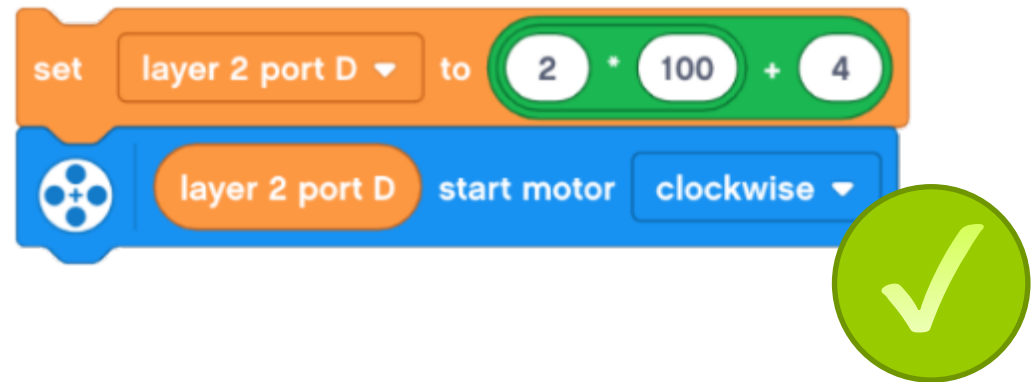 set layer 2 port D to 2 * 100 + 4
layer 2 port D start motor clockwise